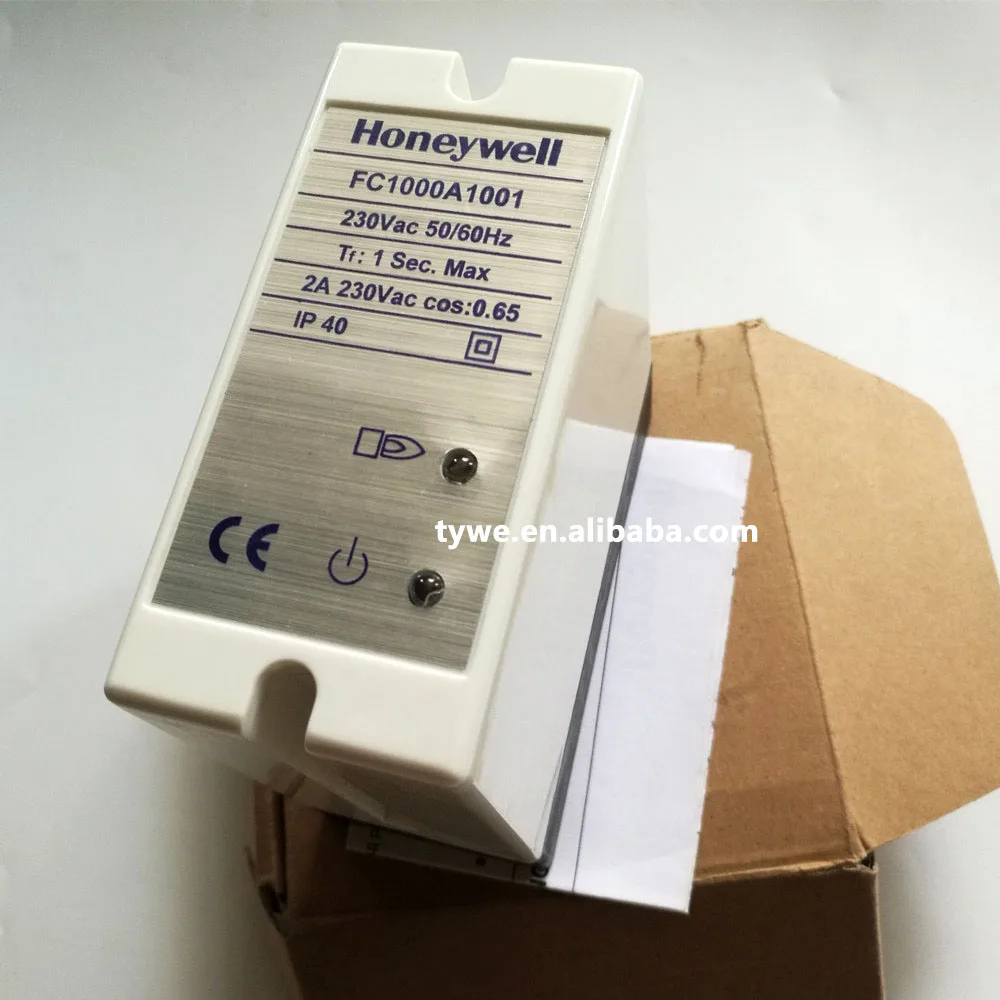 Honeywell
FC1000A1001
230Vac 50/60Hz
Tf: 1 Sec. Max
2A 230Vac cos:0.65
IP 40
CE
tywe.en.alibaba.com